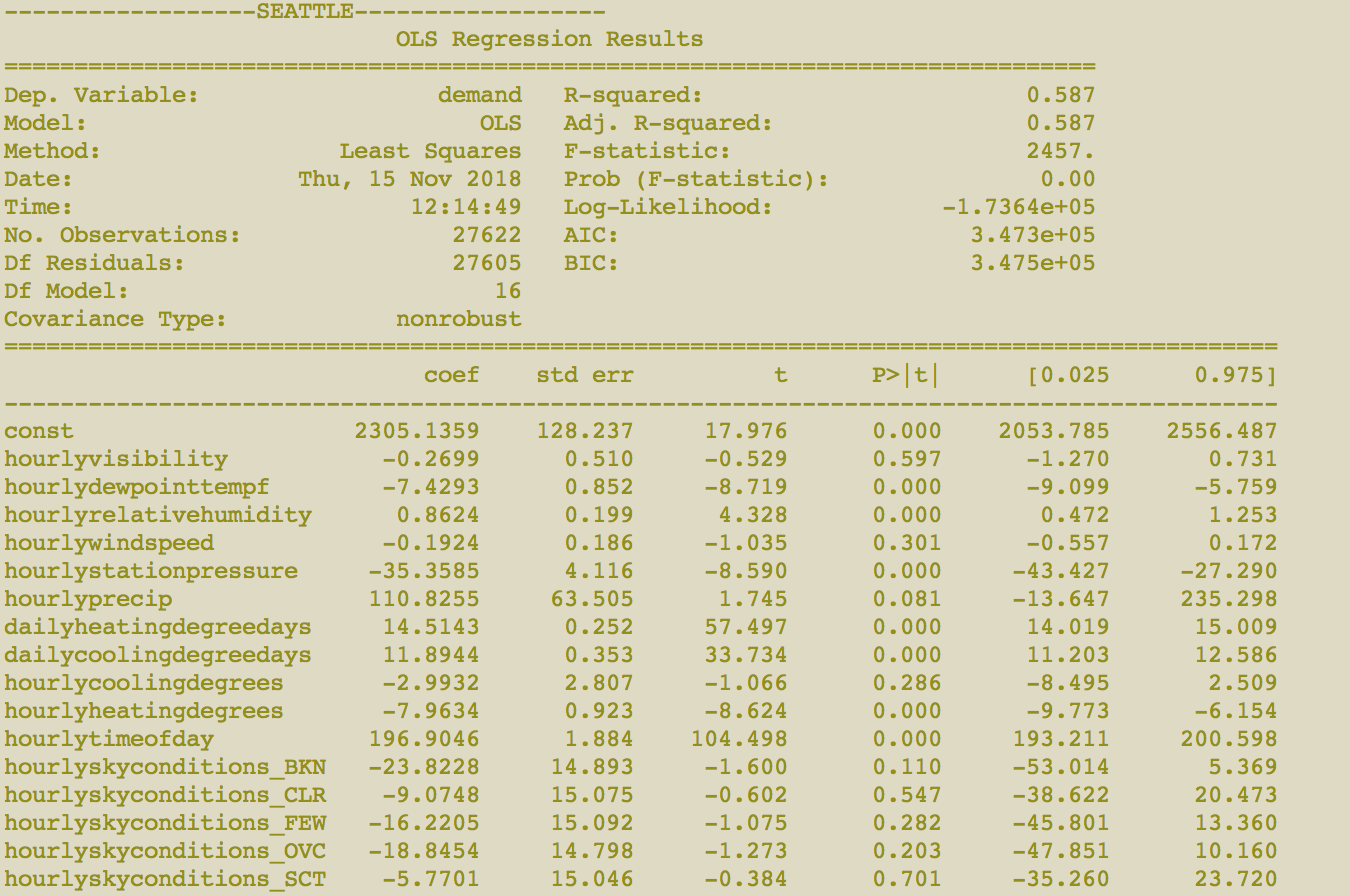 ------------------SEATTLE------------------
OLS Regression Results
==============================================================================
Dep. Variable: demand R-squared: 0.587
Model: OLS Adj. R-squared: 0.587
Method: Least Squares F-statistic: 2457.
Date: Thu, 15 Nov 2018 Prob (F-statistic): 0.00
Time: 12:14:49 Log-Likelihood: -1.7364e+05
No. Observations: 27622 AIC: 3.473e+05
Df Residuals: 27605 BIC: 3.475e+05
Df Model: 16
Covariance Type: nonrobust
===========================================================================================
coef std err t P>|t| [0.025 0.975]
-------------------------------------------------------------------------------------------
const 2305.1359 128.237 17.976 0.000 2053.785 2556.487
hourlyvisibility -0.2699 0.510 -0.529 0.597 -1.270 0.731
hourlydewpointtempf -7.4293 0.852 -8.719 0.000 -9.099 -5.759
hourlyrelativehumidity 0.8624 0.199 4.328 0.000 0.472 1.253
hourlywindspeed -0.1924 0.186 -1.035 0.301 -0.557 0.172
hourlystationpressure -35.3585 4.116 -8.590 0.000 -43.427 -27.290
hourlyprecip 110.8255 63.505 1.745 0.081 -13.647 235.298
dailyheatingdegreedays 14.5143 0.252 57.497 0.000 14.019 15.009
dailycoolingdegreedays 11.8944 0.353 33.734 0.000 11.203 12.586
hourlycoolingdegrees -2.9932 2.807 -1.066 0.286 -8.495 2.509
hourlyheatingdegrees -7.9634 0.923 -8.624 0.000 -9.773 -6.154
hourlytimeofday 196.9046 1.884 104.498 0.000 193.211 200.598
hourlyskyconditions_BKN -23.8228 14.893 -1.600 0.110 -53.014 5.369
hourlyskyconditions_CLR -9.0748 15.075 -0.602 0.547 -38.622 20.473
hourlyskyconditions_FEW -16.2205 15.092 -1.075 0.282 -45.801 13.360
hourlyskyconditions_OVC -18.8454 14.798 -1.273 0.203 -47.851 10.160
hourlyskyconditions_SCT -5.7701 15.046 -0.384 0.701 -35.260 23.720